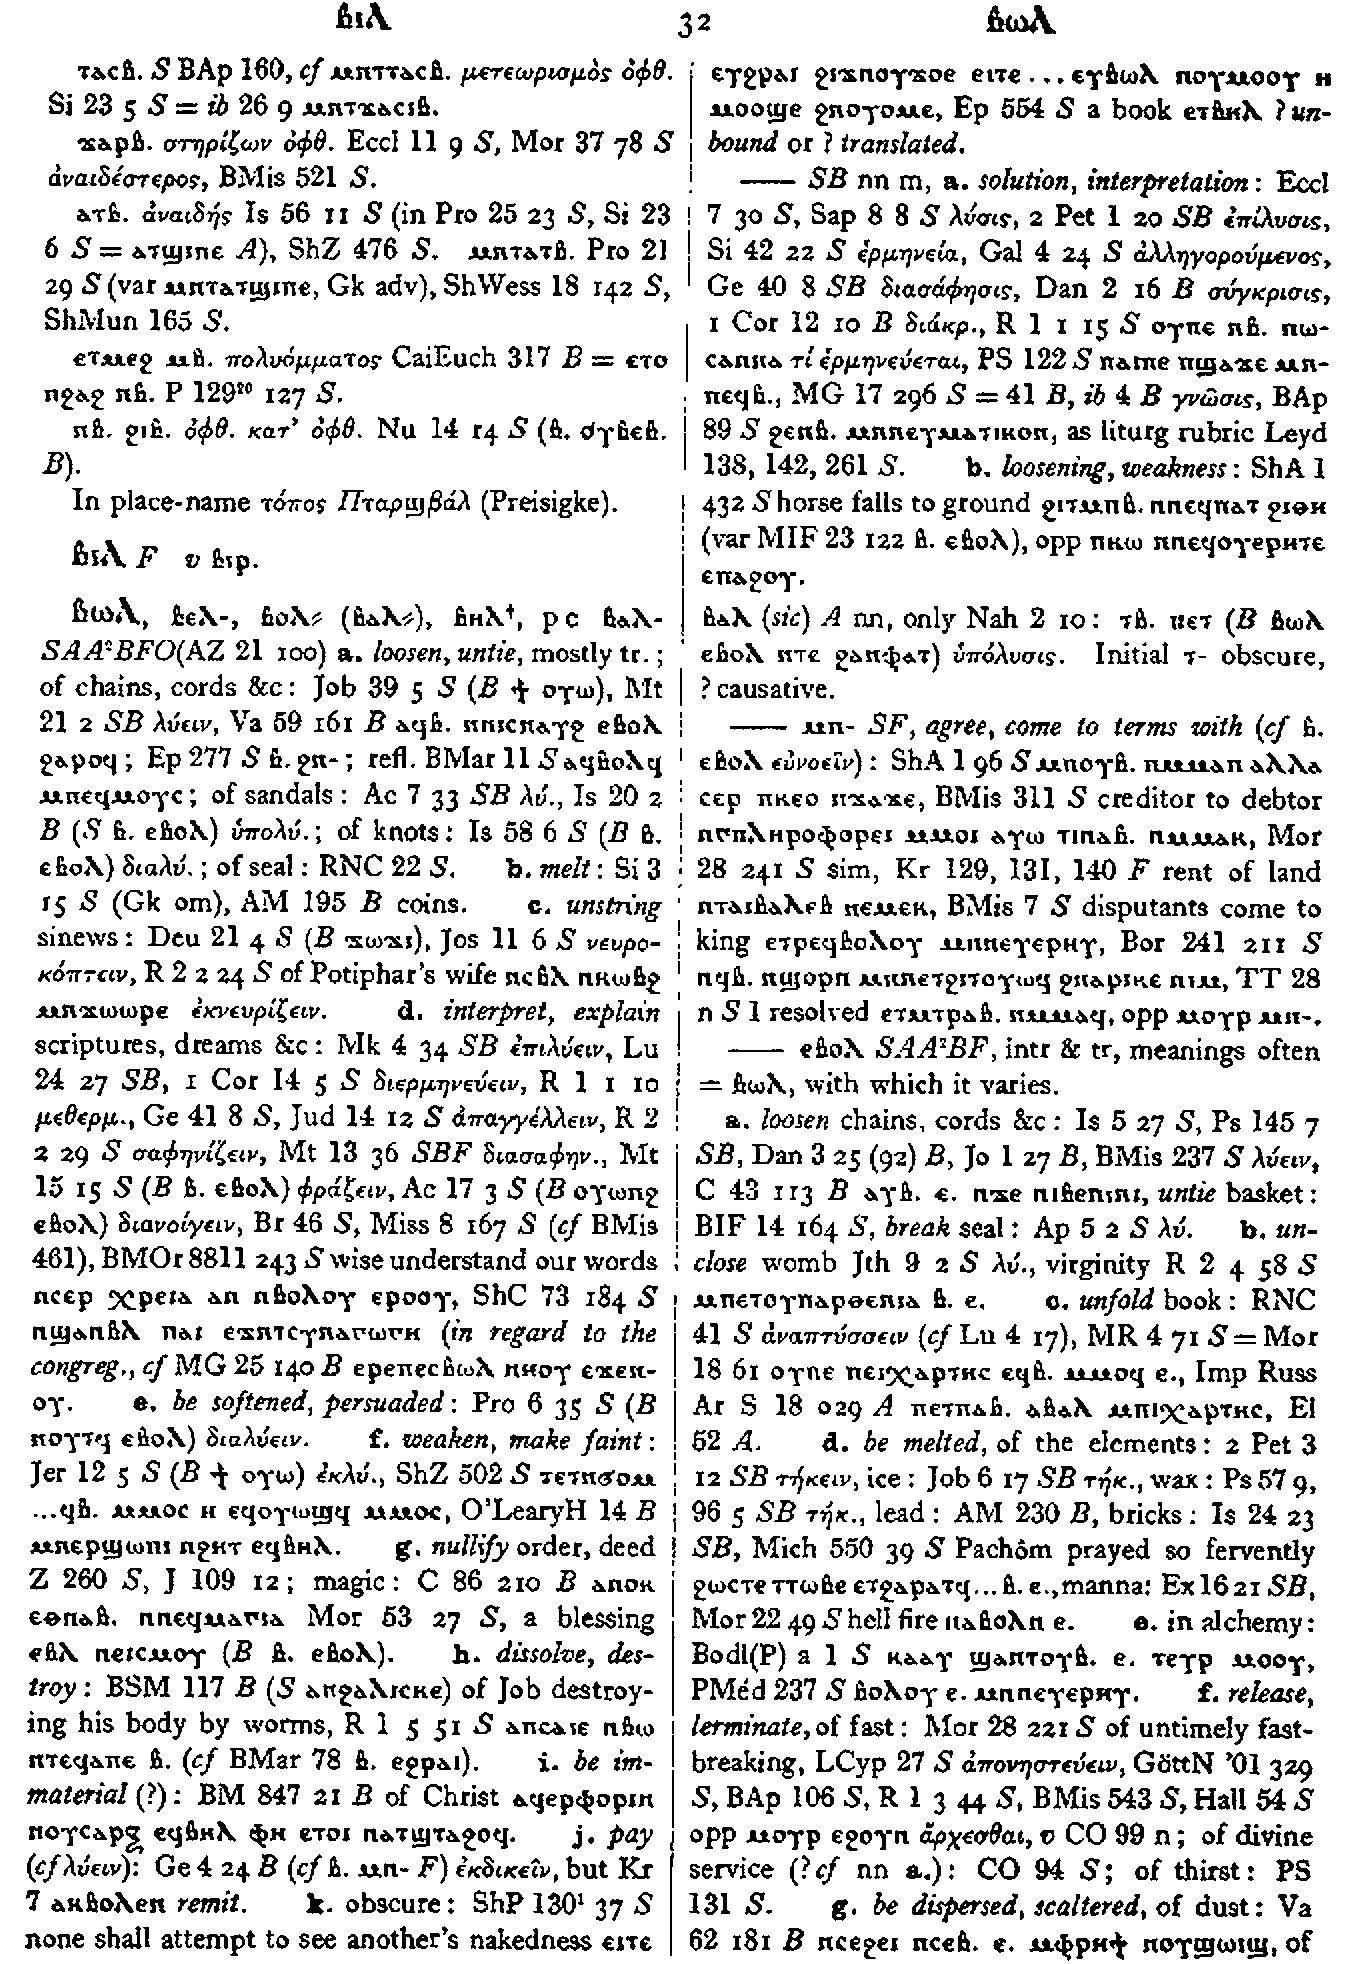 ⲃⲓⲗ 32 ⲃⲱⲗ
ⲧⲁⲥⲃ. S BAp 160, cf ⲙⲛⲧⲧⲁⲥⲃ. μετεωρισμὸς ὀφθ.
Si 23 5 S = ib 26 9 ⲙⲛⲧϫⲁⲥⲓⲃ.
ϫⲁⲣⲃ. στηρίζων ὀφθ. Eccl 11 9 S, Mor 37 78 S
ἀναιδέστερος, BMis 521 S.
ⲁⲧⲃ. ἀναιδής Is 56 11 S (in Pro 25 23 S, Si 23
6 S = ⲁⲧϣⲓⲡⲉ A), ShZ 476 S. ⲙⲛⲧⲁⲧⲃ. Pro 21
29 S (var ⲙⲛⲧⲁⲧϣⲓⲡⲉ, Gk adv), ShWess 18 142 S,
ShMun 165 S.
ⲉⲧⲙⲉϩ ⲙⲃ. πολυόμματος CaiEuch 317 B = ⲉⲧⲟ
ⲛϩⲁϩ ⲛⲃ. P 129²⁰ 127 S.
ⲛⲃ. ϩⲓⲃ. ὀφθ. κατ' ὀφθ. Nu 14 14 S (ⲃ. ⲟⲩⲃⲉⲃ.
B).
In place-name τόπος Πταρϣβάλ (Preisigke).
ⲃⲓⲗ F v ⲃⲓⲣ.
ⲃⲱⲗ, ⲃⲉⲗ-, ⲃⲟⲗ⸗ (ⲃⲁⲗ⸗), ⲃⲏⲗ†, p c ⲃⲁⲗ-
SAA²BFO(AZ 21 100) a. loosen, untie, mostly tr.;
of chains, cords &c: Job 39 5 S (B ϯ ⲟⲩⲱ), Mt
21 2 SB λύειν, Va 59 161 B ⲁϥⲃ. ⲛⲛⲓⲥⲛⲁⲩϩ ⲉⲃⲟⲗ
ϩⲁⲣⲟϥ; Ep 277 S ⲃ. ϩⲛ-; refl. BMar 11 S ⲁϥⲃⲟⲗϥ
ⲙⲡⲉϥⲙⲟⲩⲥ; of sandals: Ac 7 33 SB λύ., Is 20 2
B (S ⲃ. ⲉⲃⲟⲗ) ὑπολύ.; of knots: Is 58 6 S (B ⲃ.
ⲉⲃⲟⲗ) διαλύ.; of seal: RNC 22 S. b. melt: Si 3
15 S (Gk om), AM 195 B coins. c. unstring
sinews: Deu 21 4 S (B ϫⲱϫⲓ), Jos 11 6 S νευρο-
κόπτειν, R 2 2 24 S of Potiphar's wife ⲛⲥⲃⲗ ⲛⲕⲱⲃϩ
ⲙⲡϫⲱⲱⲣⲉ ἐκνευρίζειν. d. interpret, explain
scriptures, dreams &c: Mk 4 34 SB ἐπιλύειν, Lu
24 27 SB, 1 Cor 14 5 S διερμηνεύειν, R 1 1 10
μεθερμ., Ge 41 8 S, Jud 14 12 S ἀπαγγέλλειν, R 2
2 29 S σαφηνίζειν, Mt 13 36 SBF διασαφην., Mt
15 15 S (B ⲃ. ⲉⲃⲟⲗ) φράζειν, Ac 17 3 S (B ⲟⲩⲱⲛϩ
ⲉⲃⲟⲗ) διανοίγειν, Br 46 S, Miss 8 167 S (cf BMis
461), BMOr 8811 243 S wise understand our words
ⲛⲥⲉⲣ ⲭⲣⲉⲓⲁ ⲁⲛ ⲛⲃⲟⲗⲟⲩ ⲉⲣⲟⲟⲩ, ShC 73 184 S
ⲛϣⲁⲛⲃⲗ ⲡⲁⲓ ⲉϫⲛⲧⲥⲩⲛⲁⲅⲱⲅⲏ (in regard to the
congreg., cf MG 25 140 B ⲉⲣⲉⲡⲉⲥⲃⲱⲗ ⲛⲏⲟⲩ ⲉϫⲉⲛ-
ⲟⲩ. e. be softened, persuaded: Pro 6 35 S (B
ⲛⲟⲩⲧϥ ⲉⲃⲟⲗ) διαλύειν. f. weaken, make faint:
Jer 12 5 S (B ϯ ⲟⲩⲱ) ἐκλύ., ShZ 502 S ⲧⲉⲧⲛϭⲟⲙ
...ϥⲃ. ⲙⲙⲟⲥ ⲏ ⲉϥⲟⲩⲱϣϥ ⲙⲙⲟⲥ, O'LearyH 14 B
ⲙⲡⲉⲣϣⲱⲡⲓ ⲛϩⲏⲧ ⲉϥⲃⲏⲗ. g. nullify order, deed
Z 260 S, J 109 12; magic: C 86 210 B ⲁⲛⲟⲕ
ⲉⲑⲛⲁⲃ. ⲛⲛⲉϥⲙⲁⲅⲓⲁ Mor 53 27 S, a blessing
ⲉⲃⲗ ⲡⲉⲓⲥⲙⲟⲩ (B ⲃ. ⲉⲃⲟⲗ). h. dissolve, des-
troy: BSM 117 B (S ⲁⲛϩⲁⲗⲓⲥⲕⲉ) of Job destroy-
ing his body by worms, R 1 5 51 S ⲁⲡⲥⲁⲓⲉ ⲛⲃⲱ
ⲛⲧⲉϥⲁⲡⲉ ⲃ. (cf BMar 78 ⲃ. ⲉϩⲣⲁⲓ). i. be im-
material (?): BM 847 21 B of Christ ⲁϥⲉⲣⲫⲟⲣⲓⲛ
ⲛⲟⲩⲥⲁⲣⲝ ⲉϥⲃⲏⲗ ⲫⲏ ⲉⲧⲟⲓ ⲛⲁⲧϣⲧⲁϩⲟϥ. j. pay
(cf λύειν): Ge 4 24 B (cf ⲃ. ⲙⲛ- F) ἐκδικεῖν, but Kr
7 ⲁⲕⲃⲟⲗⲉⲛ remit. k. obscure: ShP 130¹ 37 S
none shall attempt to see another's nakedness ⲉⲓⲧⲉ
ⲉⲩϩⲣⲁⲓ ϩⲓϫⲛⲟⲩϫⲟⲉ ⲉⲓⲧⲉ ... ⲉⲩⲃⲱⲗ ⲛⲟⲩⲙⲟⲟⲩ ⲏ
ⲙⲟⲟϣⲉ ϩⲛⲟⲩⲟⲙⲉ, Ep 554 S a book ⲉⲧⲃⲏⲗ ? un-
bound or ? translated.
—— SB nn m, a. solution, interpretation: Eccl
7 30 S, Sap 8 8 S λύσις, 2 Pet 1 20 SB ἐπίλυσις,
Si 42 22 S ἑρμηνεία, Gal 4 24 S ἀλληγορούμενος,
Ge 40 8 SB διασάφησις, Dan 2 16 B σύγκρισις,
1 Cor 12 10 B διάκρ., R 1 1 15 S ⲟⲩⲡⲉ ⲡⲃ. ⲛⲱ-
ⲥⲁⲛⲛⲁ τί ἑρμηνεύεται, PS 122 S ⲛⲁⲙⲉ ⲡϣⲁϫⲉ ⲙⲛ-
ⲡⲉϥⲃ., MG 17 296 S = 41 B, ib 4 B γνῶσις, BAp
89 S ϩⲉⲛⲃ. ⲙⲡⲛⲉⲩⲙⲁⲧⲓⲕⲟⲛ, as liturg rubric Leyd
138, 142, 261 S. b. loosening, weakness: ShA 1
432 S horse falls to ground ϩⲓⲧⲙⲡⲃ. ⲛⲛⲉϥⲡⲁⲧ ϩⲓⲑⲏ
(var MIF 23 122 ⲃ. ⲉⲃⲟⲗ), opp ⲡⲕⲱ ⲛⲛⲉϥⲟⲩⲉⲣⲏⲧⲉ
ⲉⲡⲁϩⲟⲩ.
ⲃⲁⲗ (sic) A nn, only Nah 2 10: ⲧⲃ. ⲡⲉⲧ (B ⲃⲱⲗ
ⲉⲃⲟⲗ ⲛⲧⲉ ϩⲁⲛⲫⲁⲧ) ὑπόλυσις. Initial ⲧ- obscure,
? causative.
—— ⲙⲛ- SF, agree, come to terms with (cf ⲃ.
ⲉⲃⲟⲗ εὐνοεῖν): ShA 1 96 S ⲙⲡⲟⲩⲃ. ⲛⲙⲙⲁⲛ ⲁⲗⲗⲁ
ⲥⲉⲣ ⲡⲕⲉⲟ ⲛϫⲁϫⲉ, BMis 311 S creditor to debtor
ⲛⲅⲡⲗⲏⲣⲟⲫⲟⲣⲉⲓ ⲙⲙⲟⲓ ⲁⲩⲱ ⲧⲓⲛⲁⲃ. ⲛⲙⲙⲁⲕ, Mor
28 241 S sim, Kr 129, 131, 140 F rent of land
ⲛⲧⲁⲓⲃⲁⲗⲉⲃ ⲛⲉⲙⲉⲕ, BMis 7 S disputants come to
king ⲉⲧⲣⲉϥⲃⲟⲗⲟⲩ ⲙⲛⲛⲉⲩⲉⲣⲏⲩ, Bor 241 211 S
ⲛϥⲃ. ⲛϣⲟⲣⲡ ⲙⲛⲡⲉⲧϩⲓⲧⲟⲩⲱϥ ϩⲛⲁⲣⲓⲕⲉ ⲛⲓⲙ, TT 28
n S I resolved ⲉⲧⲙⲧⲣⲁⲃ. ⲛⲙⲙⲁϥ, opp ⲙⲟⲩⲣ ⲙⲛ-.
—— ⲉⲃⲟⲗ SAA²BF, intr & tr, meanings often
= ⲃⲱⲗ, with which it varies.
a. loosen chains, cords &c: Is 5 27 S, Ps 145 7
SB, Dan 3 25 (92) B, Jo 1 27 B, BMis 237 S λύειν,
C 43 113 B ⲁⲩⲃ. ⲉ. ⲛϫⲉ ⲛⲓⲃⲉⲛⲓⲡⲓ, untie basket:
BIF 14 164 S, break seal: Ap 5 2 S λύ. b. un-
close womb Jth 9 2 S λύ., virginity R 2 4 58 S
ⲙⲡⲉⲧⲟⲩⲡⲁⲣⲑⲉⲛⲓⲁ ⲃ. ⲉ. c. unfold book: RNC
41 S ἀναπτύσσειν (cf Lu 4 17), MR 4 71 S = Mor
18 61 ⲟⲩⲡⲉ ⲡⲉⲓⲭⲁⲣⲧⲏⲥ ⲉϥⲃ. ⲙⲙⲟϥ ⲉ., Imp Russ
Ar S 18 029 A ⲡⲉⲧⲛⲁⲃ. ⲁⲃⲁⲗ ⲙⲡⲓⲭⲁⲣⲧⲏⲥ, El
52 A. d. be melted, of the elements: 2 Pet 3
12 SB τήκειν, ice: Job 6 17 SB τήκ., wax: Ps 57 9,
96 5 SB τήκ., lead: AM 230 B, bricks: Is 24 23
SB, Mich 550 39 S Pachôm prayed so fervently
ϩⲱⲥⲧⲉ ⲧⲧⲱⲃⲉ ⲉⲧϩⲁⲣⲁⲧϥ ... ⲃ. ⲉ., manna: Ex 16 21 SB,
Mor 22 49 S hell fire ⲛⲁⲃⲟⲗⲛ ⲉ. e. in alchemy:
Bodl(P) a 1 S ⲕⲁⲁⲩ ϣⲁⲛⲧⲟⲩⲃ. ⲉ. ⲧⲉⲩⲣ ⲙⲟⲟⲩ,
PMéd 237 S ⲃⲟⲗⲟⲩ ⲉ. ⲙⲛⲛⲉⲩⲉⲣⲏⲩ. f. release,
terminate, of fast: Mor 28 221 S of untimely fast-
breaking, LCyp 27 S ἀπονηστεύειν, GöttN '01 329
S, BAp 106 S, R 1 3 44 S, BMis 543 S, Hall 54 S
opp ⲙⲟⲩⲣ ⲉϩⲟⲩⲛ ἄρχεσθαι, v CO 99 n; of divine
service (? cf nn a.): CO 94 S; of thirst: PS
131 S. g. be dispersed, scattered, of dust: Va
62 181 B ⲛⲥⲉϩⲉⲓ ⲛⲥⲉⲃ. ⲉ. ⲙⲫⲣⲏϯ ⲛⲟⲩϣⲱⲓϣ, of